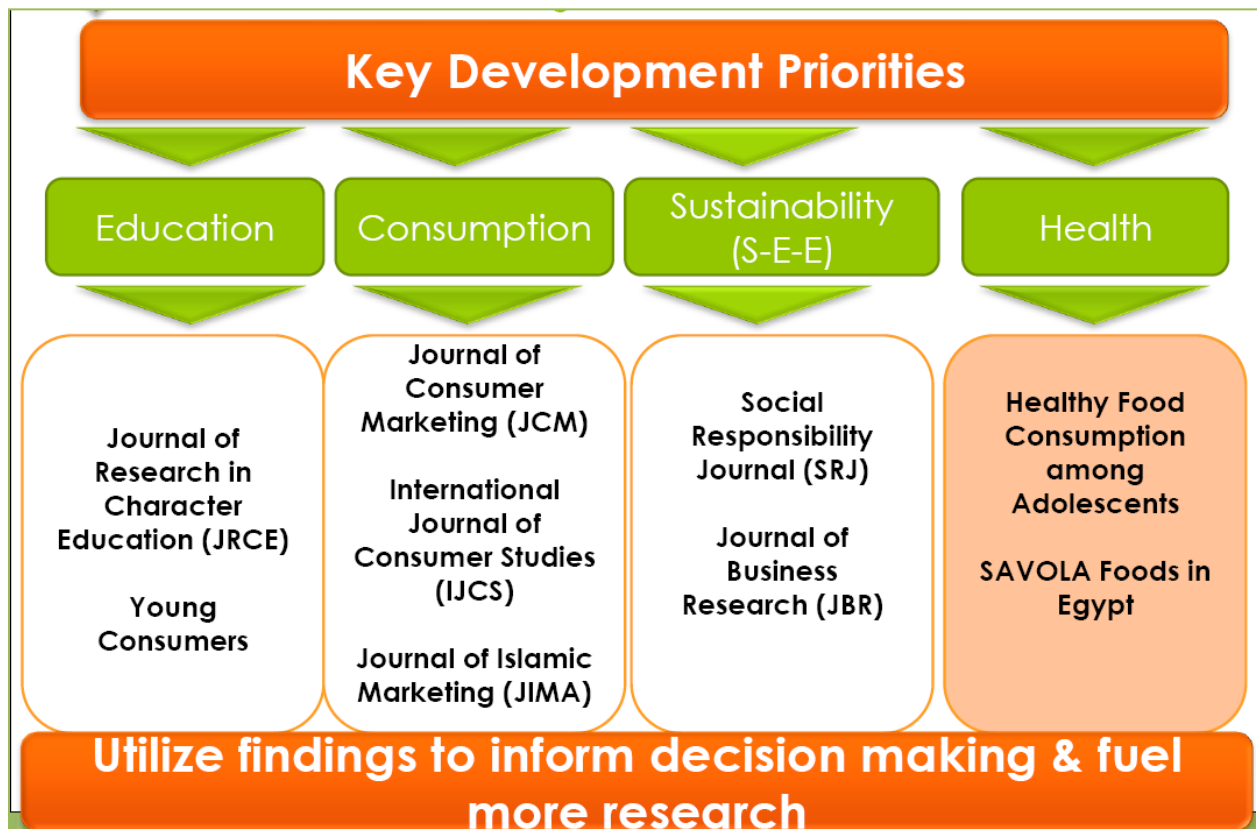 Key Development Priorities
Education
Consumption
Sustainability
(S-E-E)
Health
Journal of
Research in
Character
Education (JRCE)
Young
Consumers
Journal of
Consumer
Marketing (JCM)
International
Journal of
Consumer Studies
(IJCS)
Journal of Islamic
Marketing (JIMA)
Social
Responsibility
Journal (SRJ)
Journal of
Business
Research (JBR)
Healthy Food
Consumption
among
Adolescents
SAVOLA Foods in
Egypt
Utilize findings to inform decision making & fuel
more research